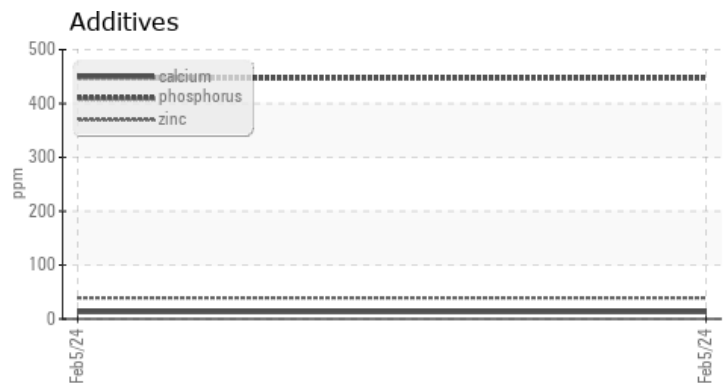 Additives
500
400
300
200
100
0
ppm
calcium
phosphorus
zinc
Feb5/24
Feb5/24